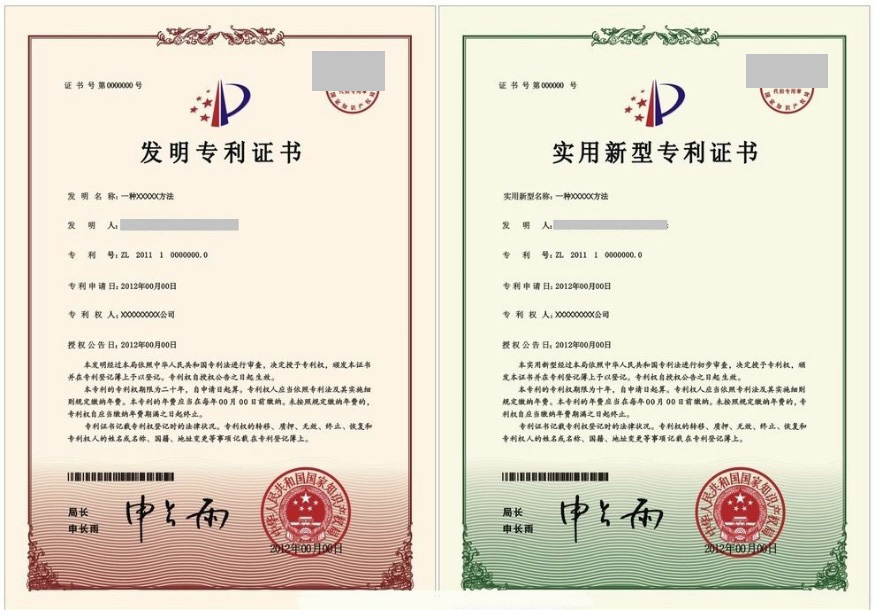 证书号第0000000号
发明专利证书
发明名称：一种XXXXX方法
发明人：
专利号：ZL 2011 1 0000000.0
专利申请日：2012年00月00日
专利权人：XXXXXXXXX公司
授权公告日：2012年00月00日
本发明经过本局依照中华人民共和国专利法进行审查，决定授予专利权，颁发本证书
并在专利登记簿上予以登记。专利权自授权公告之日起生效。
本专利的专利权期限为二十年，自申请日起算。专利权人应当依照专利法及其实施细
则规定缴纳年费。本专利的年费应当在每年00月00日前缴纳。未按照规定缴纳年费的，
专利权自应当缴纳年费期满之日起终止。
专利证书记载专利权登记时的法律状况。专利权的转移、质押、无效、终止、恢复和
专利权人的姓名或名称、国籍、地址变更等事项记载在专利登记簿上。
局长
申长雨
申长雨
中华人民共和国国家知识产权局
2012年00月00日
证书号第000000 号
实用新型专利证书
实用新型名称：一种XXXXX方法
发明人：
专利号：ZL 2011 1 0000000.0
专利申请日：2012年00月00日
专利权人：XXXXXXXXX公司
授权公告日：2012年00月00日
本实用新型经过本局依照中华人民共和国专利法进行初步审查，决定授予专利权，颁
发本证书并在专利登记簿上予以登记。专利权自授权公告之日起生效。
本专利的专利权期限为十年，自申请日起算。专利权人应当依照专利法及其实施细则
规定缴纳年费。本专利的年费应当在每年00月00日前缴纳。未按照规定缴纳年费的，专
利权自应当缴纳年费期满之日起终止。
专利证书记载专利权登记时的法律状况。专利权的转移、质押、无效、终止、恢复和
专利权人的姓名或名称、国籍、地址变更等事项记载在专利登记簿上。
局长
申长雨
申长雨
中华人民共和国国家知识产权局
2012年00月00日